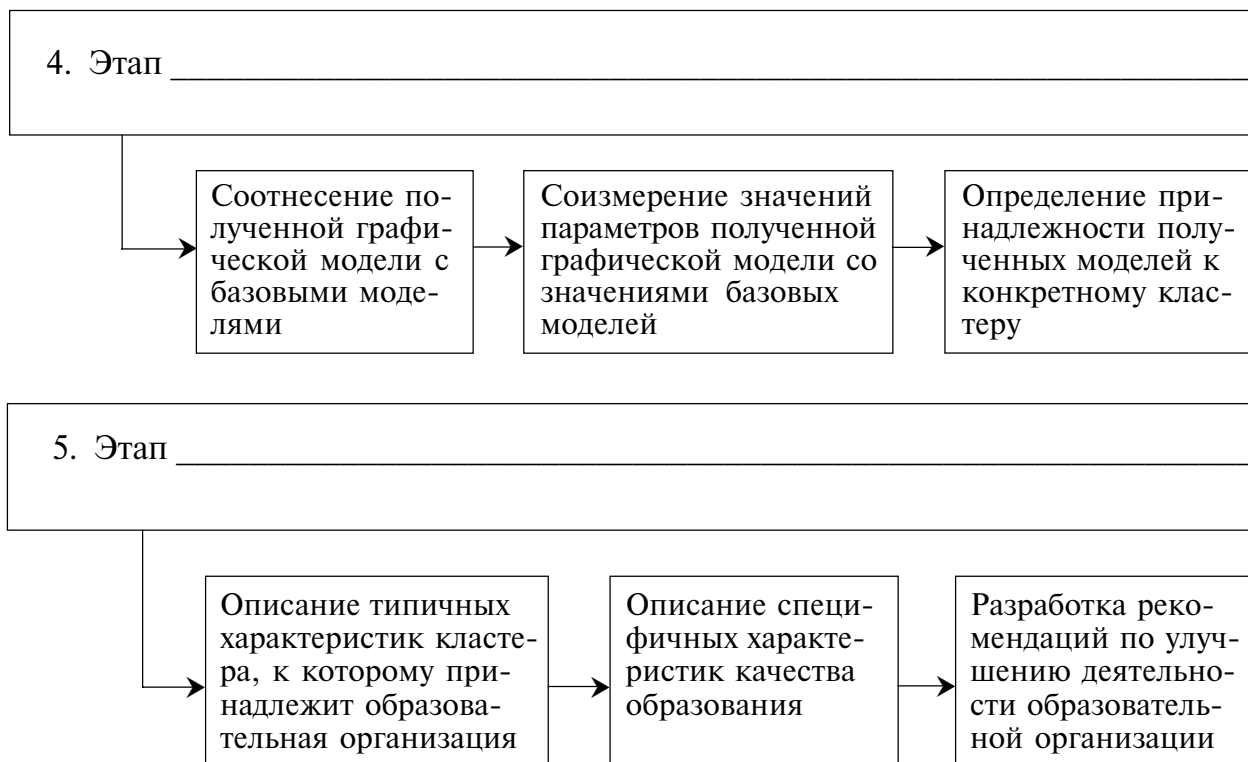 4. Этап ____________________________________________________________
Соотнесение по-
лученной графи-
ческой модели с
базовыми моде-
лями
Соизмерение значений
параметров полученной
графической модели со
значениями базовых
моделей
Определение при-
надлежности полу-
ченных моделей к
конкретному клас-
теру
5. Этап ____________________________________________________________
Описание типичных
характеристик класте-
ра, к которому при-
надлежит образова-
тельная организация
Описание специ-
фичных характе-
ристик качества
образования
Разработка реко-
мендаций по улуч-
шению деятельно-
сти образователь-
ной организации